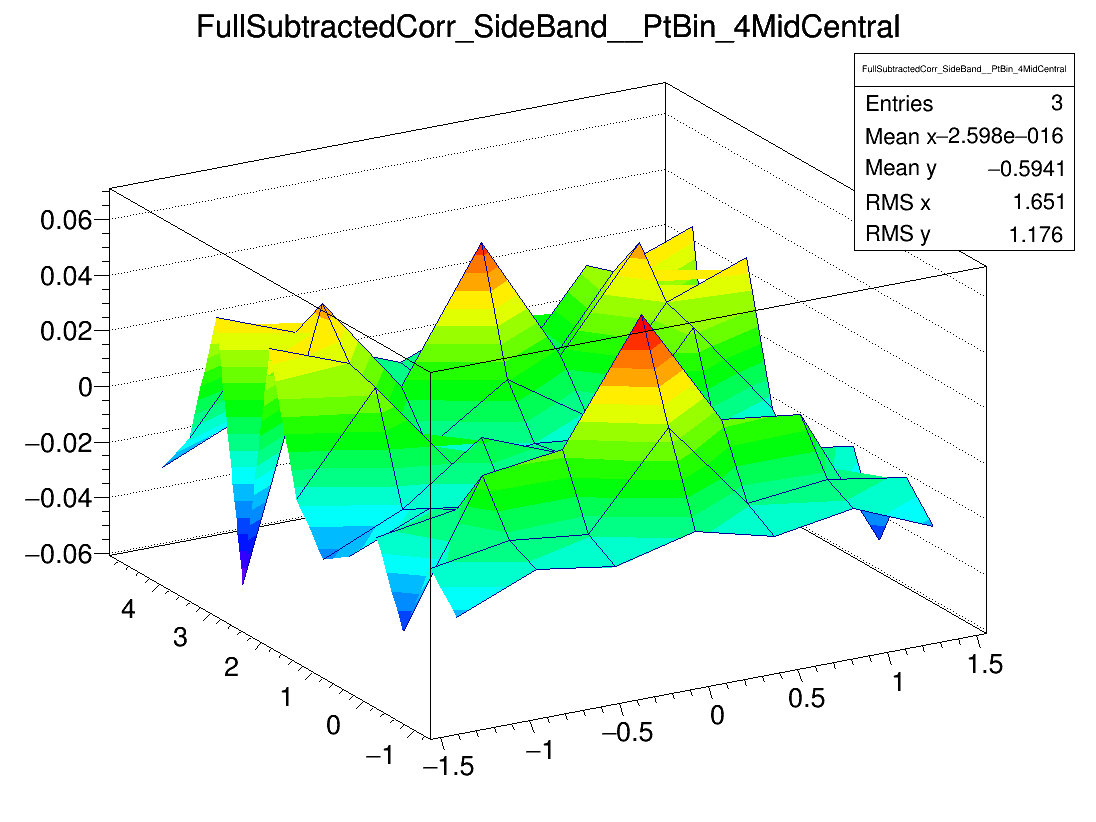 FullSubtractedCorr_SideBand__PtBin_4MidCentral
FullSubtractedCorr_SideBand__PtBin_4MidCentral
Entries 3
Mean x−2.598e−016
Mean y −0.5941
RMS x 1.651
RMS y 1.176
0.06
0.04
0.02
0
−0.02
−0.04
−0.06
4
3
2
1
0
−1
−1.5
−1
−0.5
0
0.5
1
1.5